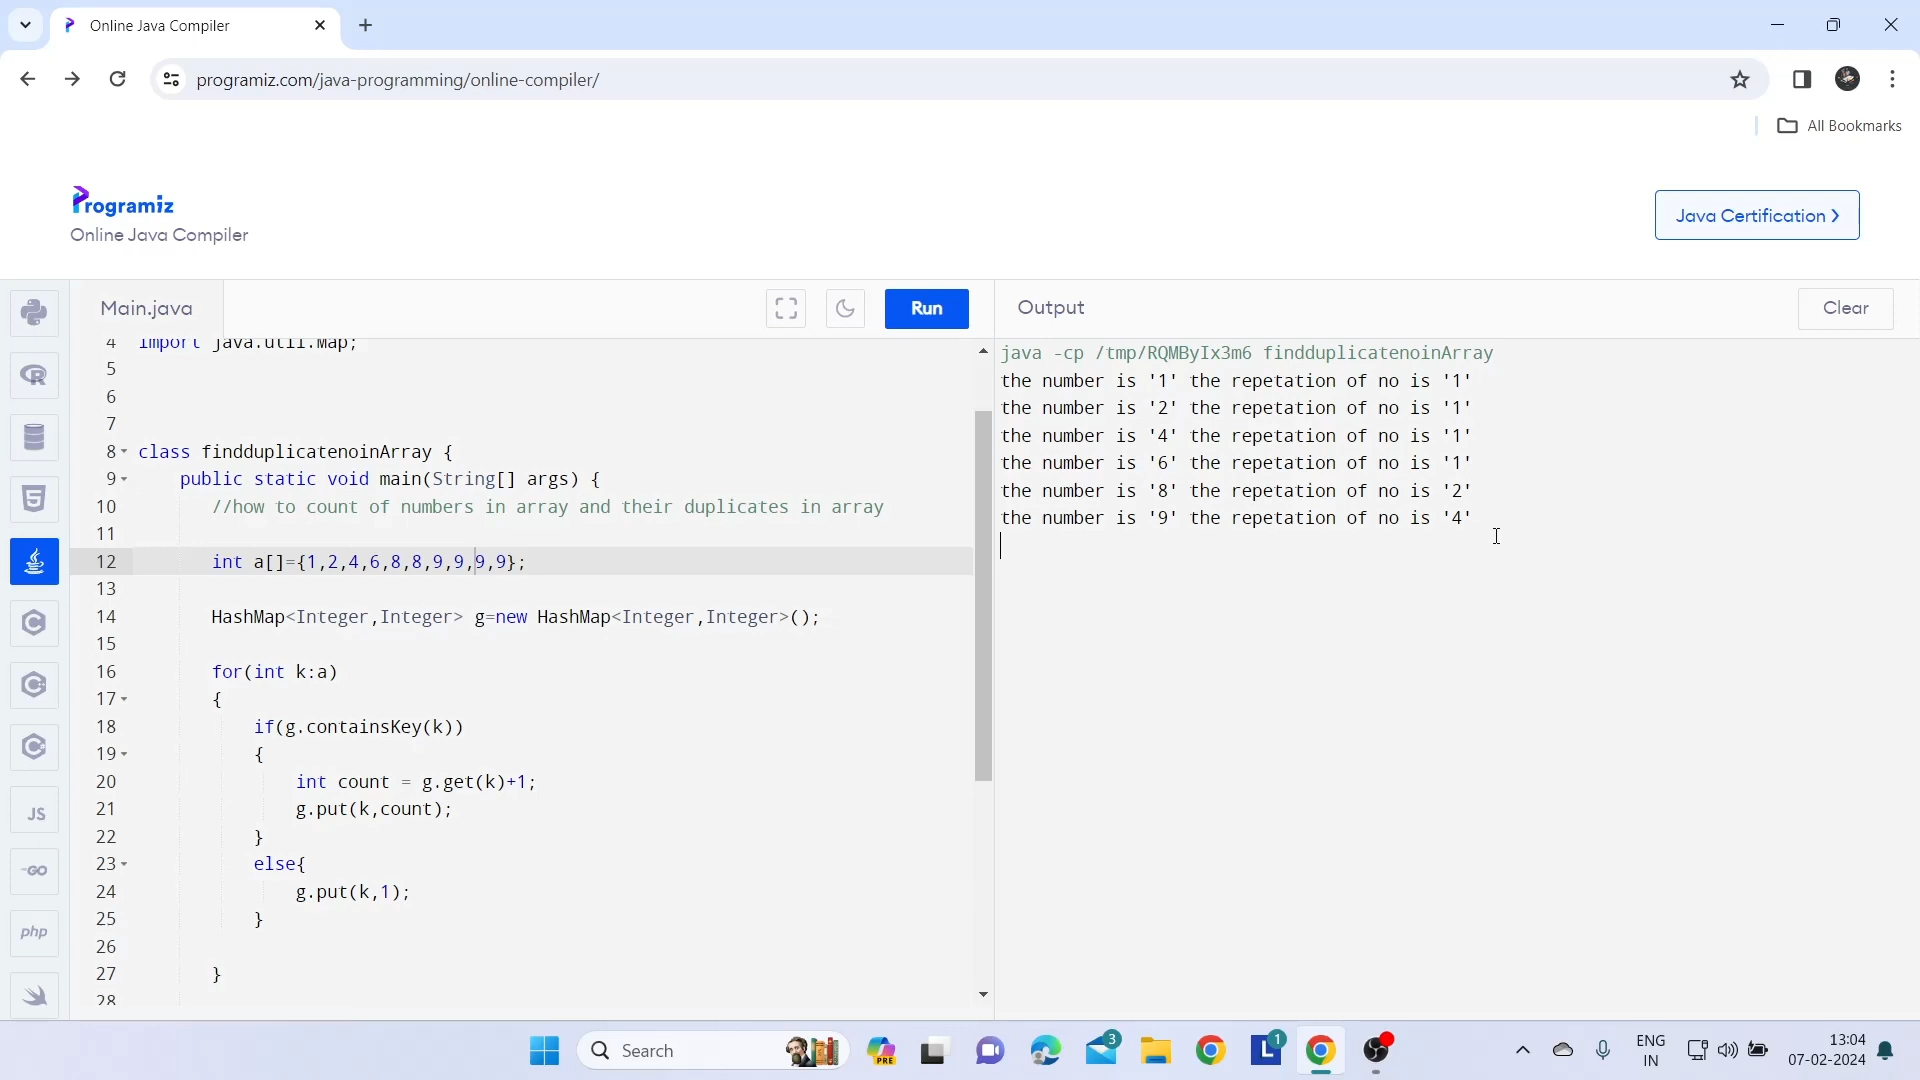 Online Java Compiler
programiz.com/java-programming/online-compiler/
All Bookmarks
Programiz
Online Java Compiler
Java Certification ❯
Main.java
Run
Output
Clear
4 import java.util.Map;
5
6
7
8 class findduplicatenoinArray {
9 public static void main(String[] args) {
10 //how to count of numbers in array and their duplicates in array
11
12 int a[]={1,2,4,6,8,8,9,9,9,9};
13
14 HashMap<Integer,Integer> g=new HashMap<Integer,Integer>();
15
16 for(int k:a)
17 {
18 if(g.containsKey(k))
19 {
20 int count = g.get(k)+1;
21 g.put(k,count);
22 }
23 else{
24 g.put(k,1);
25 }
26
27 }
28
java -cp /tmp/RQMByIx3m6 findduplicatenoinArray
the number is '1' the repetation of no is '1'
the number is '2' the repetation of no is '1'
the number is '4' the repetation of no is '1'
the number is '6' the repetation of no is '1'
the number is '8' the repetation of no is '2'
the number is '9' the repetation of no is '4'
R
5
C
C
C
JS
GO
php
Search
PRE
3
L
1
ENG
IN
13:04
07-02-2024